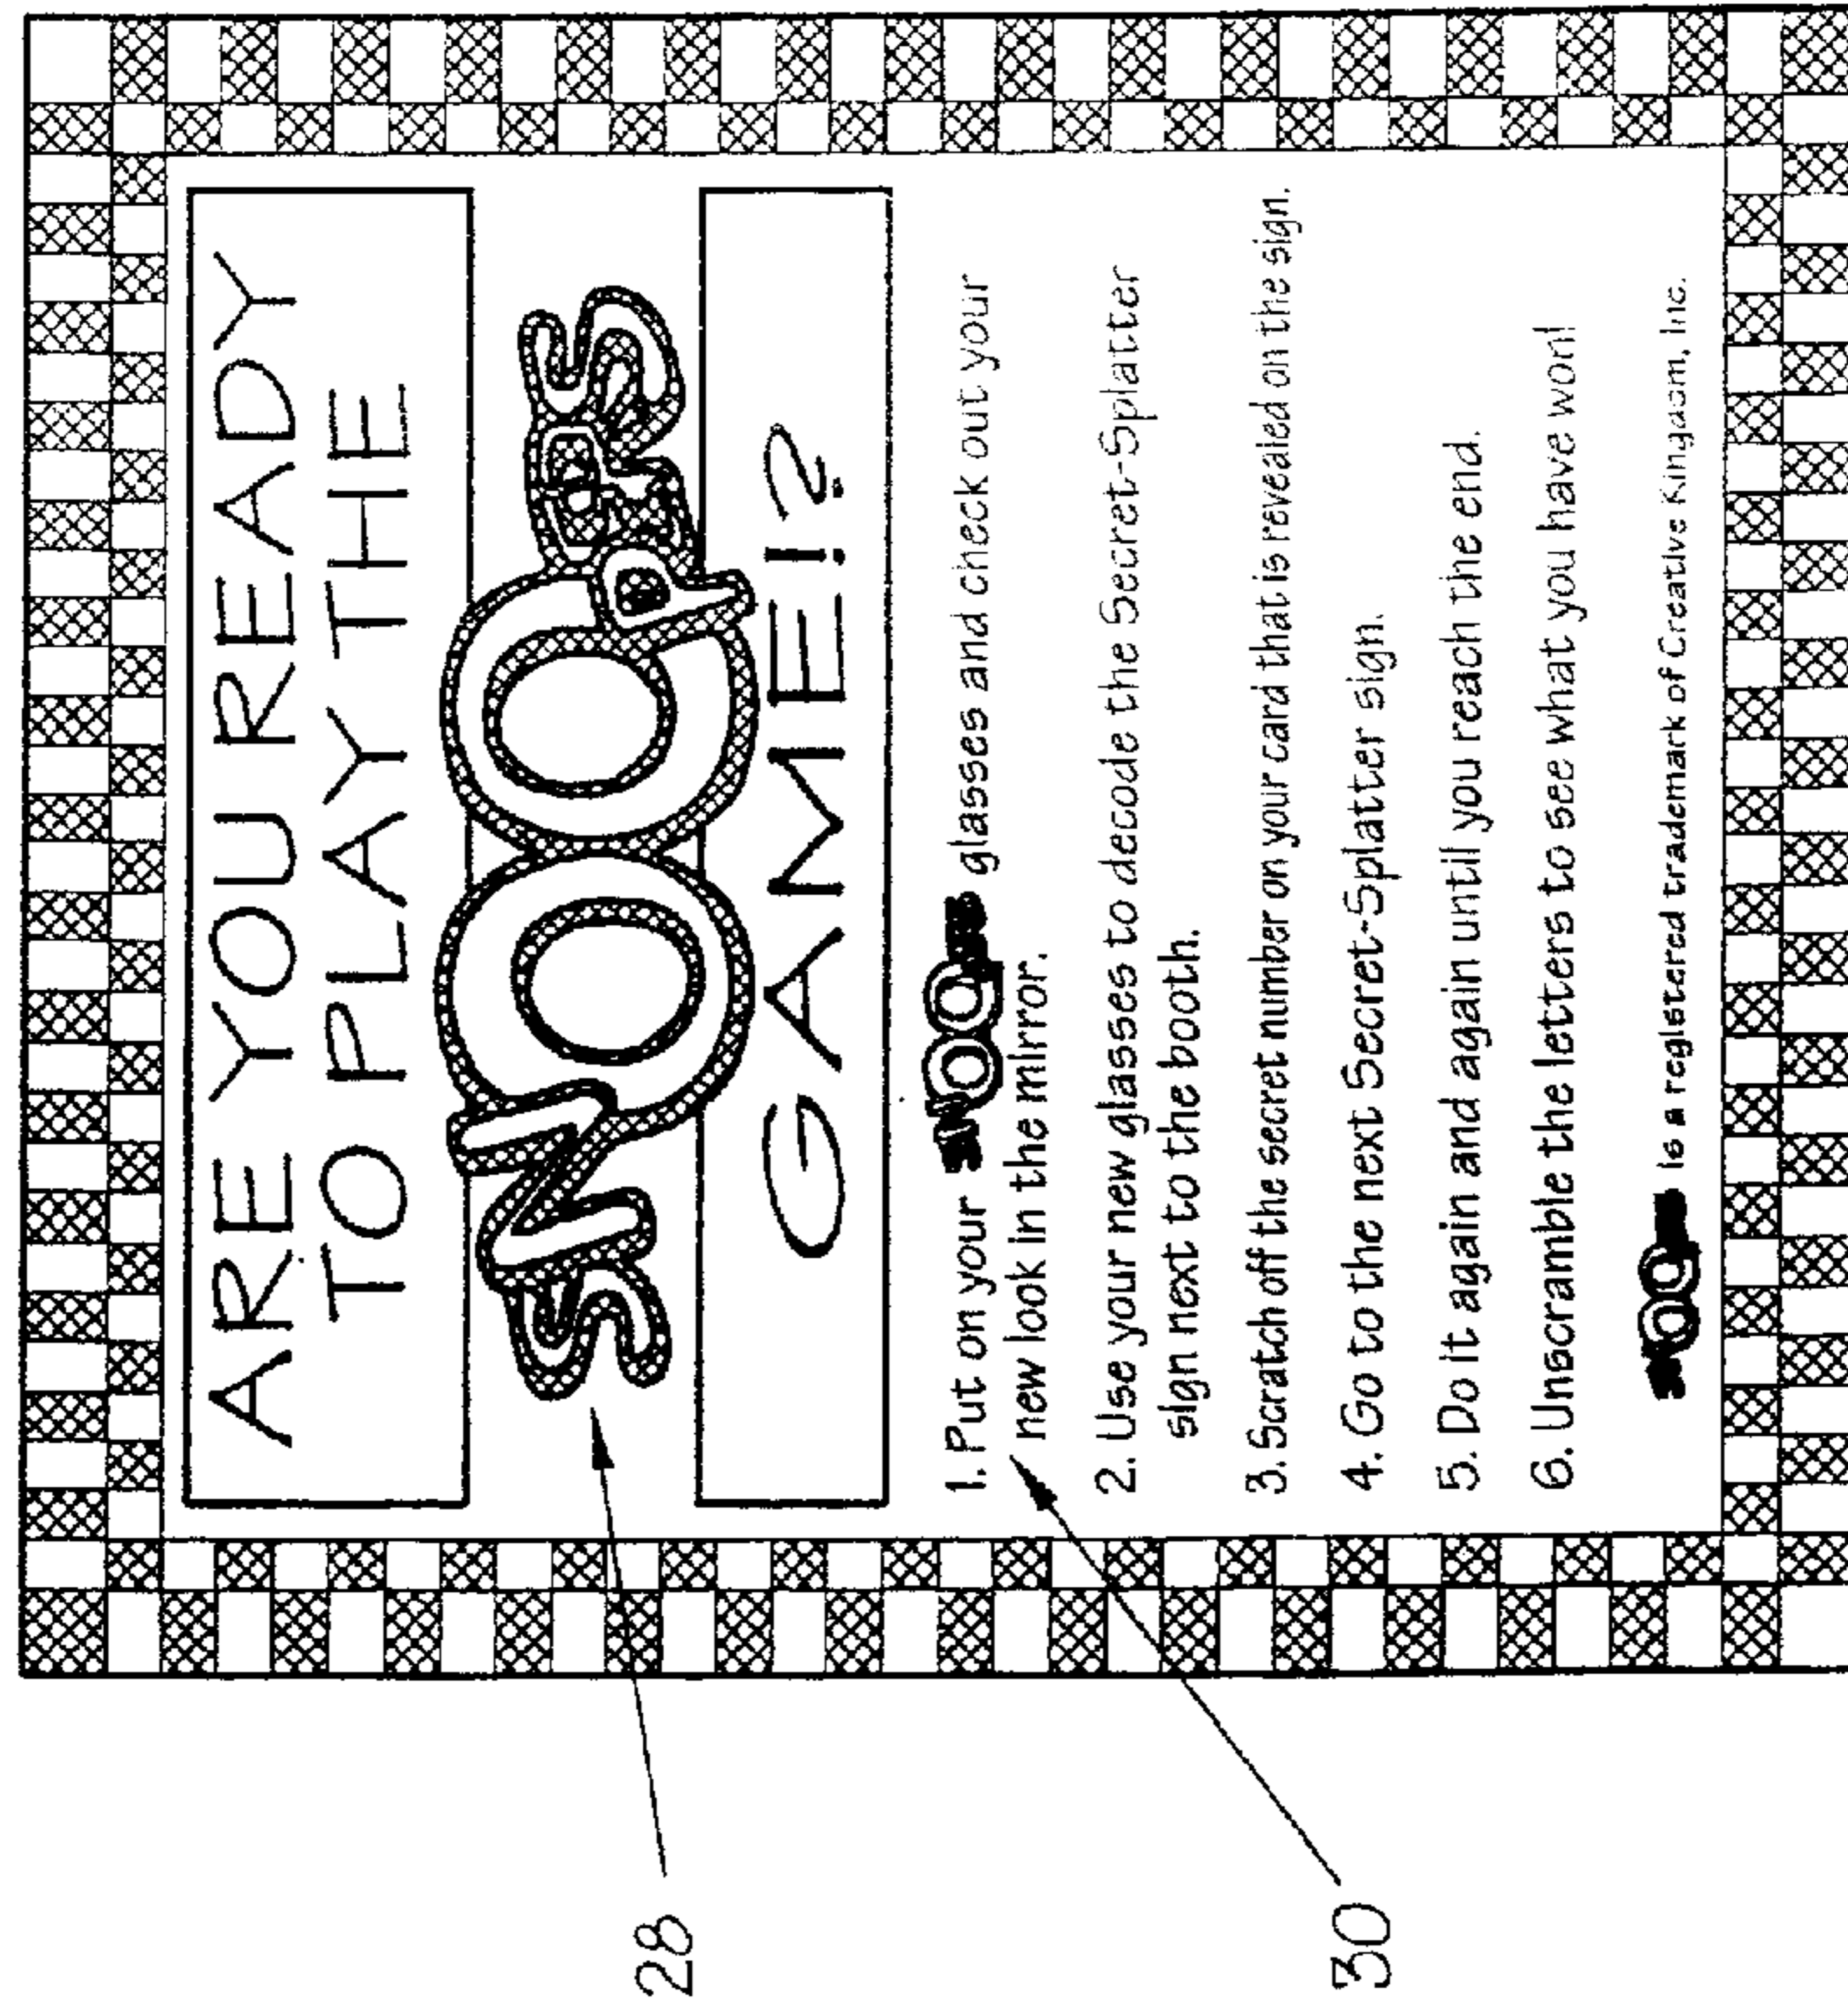 ARE YOU READY
TO PLAY THE
SNOOPERS
GAME!?
1. Put on your SNOOPERS glasses and check out your
new look in the mirror.
2. Use your new glasses to decode the Secret-Splatter
sign next to the booth.
3. Scratch off the secret number on your card that is revealed on the sign.
4. Go to the next Secret-Splatter sign.
5. Do it again and again until you reach the end.
6. Unscramble the letters to see what you have won!
SNOOPERS is a registered trademark of Creative Kingdom, Inc.
28
30